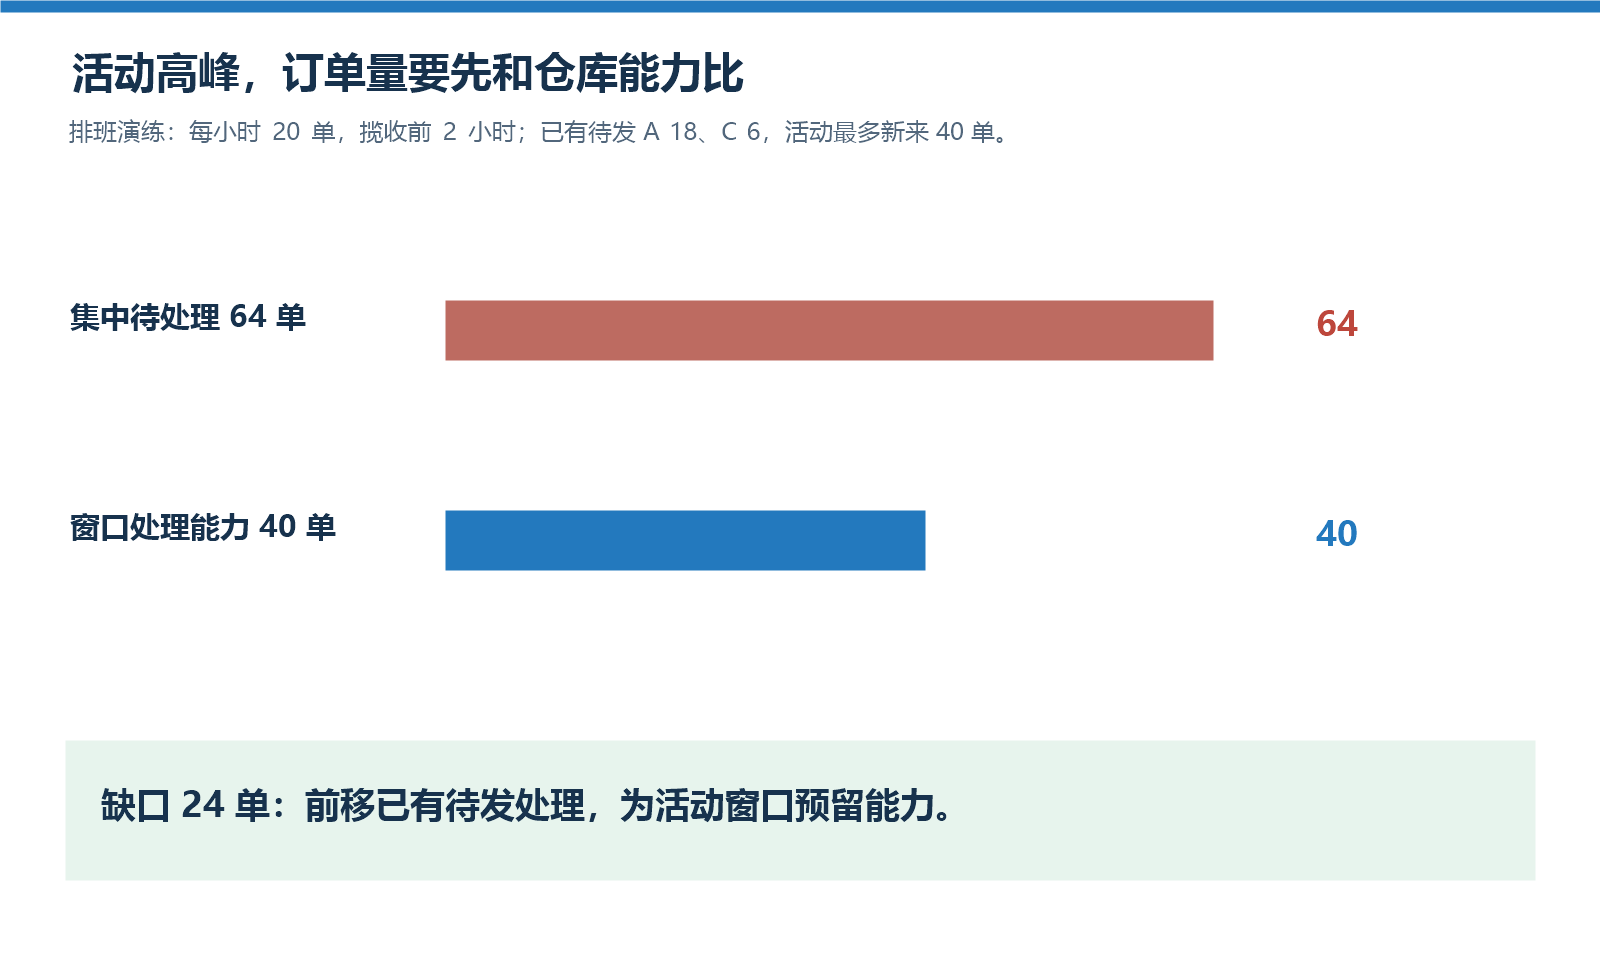 活动高峰，订单量要先和仓库能力比
排班演练：每小时 20 单，揽收前 2 小时；已有待发 A 18、C 6，活动最多新来 40 单。
集中待处理 64 单
64
窗口处理能力 40 单
40
缺口 24 单：前移已有待发处理，为活动窗口预留能力。